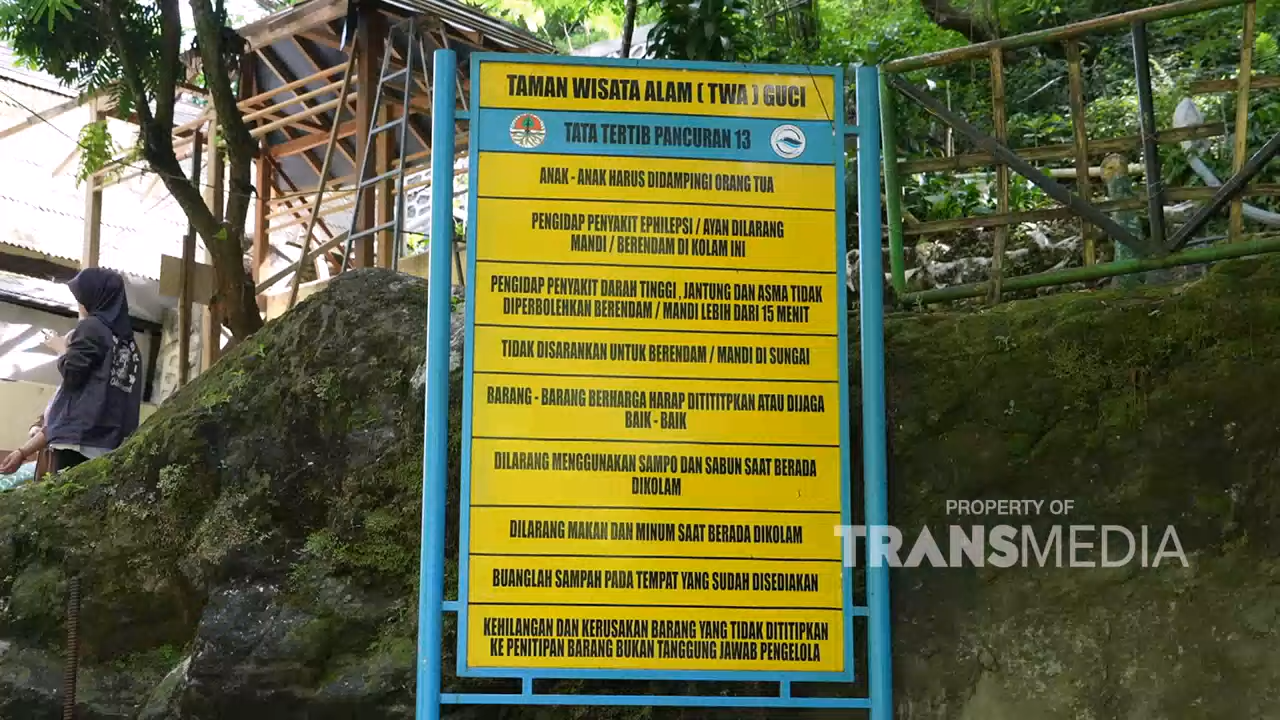 TAMAN WISATA ALAM ( TWA ) GUCI
TATA TERTIB PANCURAN 13
ANAK - ANAK HARUS DIDAMPINGI ORANG TUA
PENGIDAP PENYAKIT EPHILEPSI / AYAN DILARANG
MANDI / BERENDAM DI KOLAM INI
PENGIDAP PENYAKIT DARAH TINGGI , JANTUNG DAN ASMA TIDAK
DIPERBOLEHKAN BERENDAM / MANDI LEBIH DARI 15 MENIT
TIDAK DISARANKAN UNTUK BERENDAM / MANDI DI SUNGAI
BARANG - BARANG BERHARGA HARAP DITITITPKAN ATAU DIJAGA
BAIK - BAIK
DILARANG MENGGUNAKAN SAMPO DAN SABUN SAAT BERADA
DIKOLAM
DILARANG MAKAN DAN MINUM SAAT BERADA DIKOLAM
BUANGLAH SAMPAH PADA TEMPAT YANG SUDAH DISEDIAKAN
KEHILANGAN DAN KERUSAKAN BARANG YANG TIDAK DITITIPKAN
KE PENITIPAN BARANG BUKAN TANGGUNG JAWAB PENGELOLA
PROPERTY OF
TRANSMEDIA